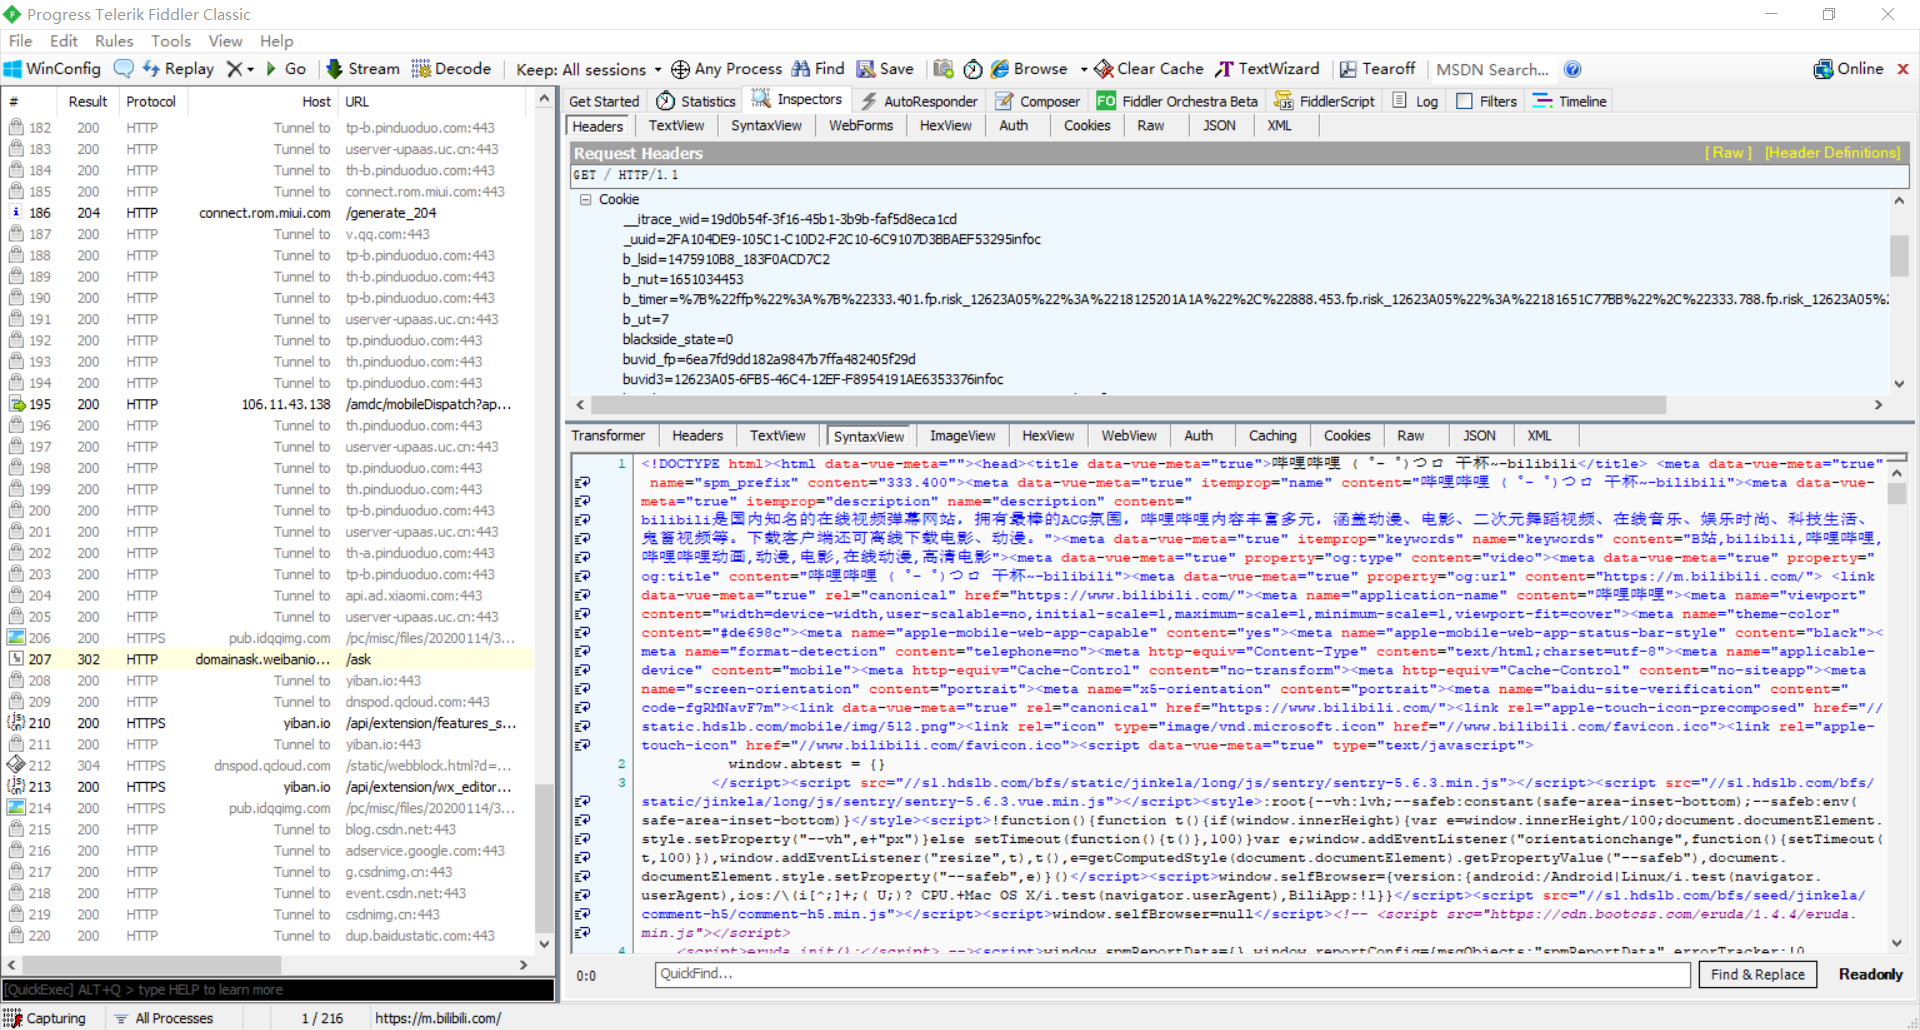 Progress Telerik Fiddler Classic
File Edit Rules Tools View Help
WinConfig Replay Go Stream Decode Keep: All sessions Any Process Find Save Browse Clear Cache TextWizard Tearoff MSDN Search... Online
# Result Protocol Host URL
182 200 HTTP Tunnel to tp-b.pinduoduo.com:443
183 200 HTTP Tunnel to userver-upaas.uc.cn:443
184 200 HTTP Tunnel to th-b.pinduoduo.com:443
185 200 HTTP Tunnel to connect.rom.miui.com:443
186 204 HTTP connect.rom.miui.com /generate_204
187 200 HTTP Tunnel to v.qq.com:443
188 200 HTTP Tunnel to tp-b.pinduoduo.com:443
189 200 HTTP Tunnel to th-b.pinduoduo.com:443
190 200 HTTP Tunnel to tp-b.pinduoduo.com:443
191 200 HTTP Tunnel to userver-upaas.uc.cn:443
192 200 HTTP Tunnel to tp.pinduoduo.com:443
193 200 HTTP Tunnel to th.pinduoduo.com:443
194 200 HTTP Tunnel to tp.pinduoduo.com:443
195 200 HTTP 106.11.43.138 /amdc/mobileDispatch?ap...
196 200 HTTP Tunnel to th.pinduoduo.com:443
197 200 HTTP Tunnel to userver-upaas.uc.cn:443
198 200 HTTP Tunnel to tp.pinduoduo.com:443
199 200 HTTP Tunnel to th.pinduoduo.com:443
200 200 HTTP Tunnel to tp-b.pinduoduo.com:443
201 200 HTTP Tunnel to userver-upaas.uc.cn:443
202 200 HTTP Tunnel to th-a.pinduoduo.com:443
203 200 HTTP Tunnel to tp-b.pinduoduo.com:443
204 200 HTTP Tunnel to api.ad.xiaomi.com:443
205 200 HTTP Tunnel to userver-upaas.uc.cn:443
206 200 HTTPS pub.idqqimg.com /pc/misc/files/20200114/3...
207 302 HTTP domainask.weibanio... /ask
208 200 HTTP Tunnel to yiban.io:443
209 200 HTTP Tunnel to dnspod.qcloud.com:443
210 200 HTTPS yiban.io /api/extension/features_s...
211 200 HTTP Tunnel to yiban.io:443
212 304 HTTPS dnspod.qcloud.com /static/webblock.html?d=...
213 200 HTTPS yiban.io /api/extension/wx_editor...
214 200 HTTPS pub.idqqimg.com /pc/misc/files/20200114/3...
215 200 HTTP Tunnel to blog.csdn.net:443
216 200 HTTP Tunnel to adservice.google.com:443
217 200 HTTP Tunnel to g.csdnimg.cn:443
218 200 HTTP Tunnel to event.csdn.net:443
219 200 HTTP Tunnel to csdnimg.cn:443
220 200 HTTP Tunnel to dup.baidustatic.com:443
[QuickExec] ALT+Q > type HELP to learn more
Capturing All Processes 1 / 216 https://m.bilibili.com/
Get Started Statistics Inspectors AutoResponder Composer FO Fiddler Orchestra Beta FiddlerScript Log Filters Timeline
Headers TextView SyntaxView WebForms HexView Auth Cookies Raw JSON XML
Request Headers [ Raw ] [Header Definitions]
GET / HTTP/1.1
Cookie
__itrace_wid=19d0b54f-3f16-45b1-3b9b-faf5d8eca1cd
_uuid=2FA104DE9-105C1-C10D2-F2C10-6C9107D3BBAEF53295infoc
b_lsid=1475910B8_183F0ACD7C2
b_nut=1651034453
b_timer=%7B%22ffp%22%3A%7B%22333.401.fp.risk_12623A05%22%3A%2218125201A1A%22%2C%22888.453.fp.risk_12623A05%22%3A%22181651C77BB%22%2C%22333.788.fp.risk_12623A05%
b_ut=7
blackside_state=0
buvid_fp=6ea7fd9dd182a9847b7ffa482405f29d
buvid3=12623A05-6FB5-46C4-12EF-F8954191AE6353376infoc
Transformer Headers TextView SyntaxView ImageView HexView WebView Auth Caching Cookies Raw JSON XML
1 <!DOCTYPE html><html data-vue-meta=""><head><title data-vue-meta="true">哔哩哔哩 ( ゜- ゜)つロ 干杯~-bilibili</title> <meta data-vue-meta="true"
name="spm_prefix" content="333.400"><meta data-vue-meta="true" itemprop="name" content="哔哩哔哩 ( ゜- ゜)つロ 干杯~-bilibili"><meta data-vue-
meta="true" itemprop="description" name="description" content="
bilibili是国内知名的在线视频弹幕网站，拥有最棒的ACG氛围，哔哩哔哩内容丰富多元，涵盖动漫、电影、二次元舞蹈视频、在线音乐、娱乐时尚、科技生活、
鬼畜视频等。下载客户端还可离线下载电影、动漫。"><meta data-vue-meta="true" itemprop="keywords" name="keywords" content="B站,bilibili,哔哩哔哩,
哔哩哔哩动画,动漫,电影,在线动漫,高清电影"><meta data-vue-meta="true" property="og:type" content="video"><meta data-vue-meta="true" property="
og:title" content="哔哩哔哩 ( ゜- ゜)つロ 干杯~-bilibili"><meta data-vue-meta="true" property="og:url" content="https://m.bilibili.com/"> <link
data-vue-meta="true" rel="canonical" href="https://www.bilibili.com/"><meta name="application-name" content="哔哩哔哩"><meta name="viewport"
content="width=device-width,user-scalable=no,initial-scale=1,maximum-scale=1,minimum-scale=1,viewport-fit=cover"><meta name="theme-color"
content="#de698c"><meta name="apple-mobile-web-app-capable" content="yes"><meta name="apple-mobile-web-app-status-bar-style" content="black"><
meta name="format-detection" content="telephone=no"><meta http-equiv="Content-Type" content="text/html;charset=utf-8"><meta name="applicable-
device" content="mobile"><meta http-equiv="Cache-Control" content="no-transform"><meta http-equiv="Cache-Control" content="no-siteapp"><meta
name="screen-orientation" content="portrait"><meta name="x5-orientation" content="portrait"><meta name="baidu-site-verification" content="
code-fgRMNavF7m"><link data-vue-meta="true" rel="canonical" href="https://www.bilibili.com/"><link rel="apple-touch-icon-precomposed" href="//
static.hdslb.com/mobile/img/512.png"><link rel="icon" type="image/vnd.microsoft.icon" href="//www.bilibili.com/favicon.ico"><link rel="apple-
touch-icon" href="//www.bilibili.com/favicon.ico"><script data-vue-meta="true" type="text/javascript">
2 window.abtest = {}
3 </script><script src="//s1.hdslb.com/bfs/static/jinkela/long/js/sentry/sentry-5.6.3.min.js"></script><script src="//s1.hdslb.com/bfs/
static/jinkela/long/js/sentry/sentry-5.6.3.vue.min.js"></script><style>:root{--vh:1vh;--safeb:constant(safe-area-inset-bottom);--safeb:env(
safe-area-inset-bottom)}</style><script>!function(){function t(){if(window.innerHeight){var e=window.innerHeight/100;document.documentElement.
style.setProperty("--vh",e+"px")}else setTimeout(function(){t()},100)}var e;window.addEventListener("orientationchange",function(){setTimeout(
t,100)}),window.addEventListener("resize",t),t(),e=getComputedStyle(document.documentElement).getPropertyValue("--safeb"),document.
documentElement.style.setProperty("--safeb",e)}()</script><script>window.selfBrowser={version:{android:/Android|Linux/i.test(navigator.
userAgent),ios:/\(i[^;]+;( U;)? CPU.+Mac OS X/i.test(navigator.userAgent),BiliApp:!1}}</script><script src="//s1.hdslb.com/bfs/seed/jinkela/
comment-h5/comment-h5.min.js"></script><script>window.selfBrowser=null</script><!-- <script src="https://cdn.bootcss.com/eruda/1.4.4/eruda.
min.js"></script>
4 <script>eruda.init();</script> --><script>window.spmReportData={},window.reportConfig={msgObjects:"spmReportData",errorTracker:!0
0:0 QuickFind... Find & Replace Readonly